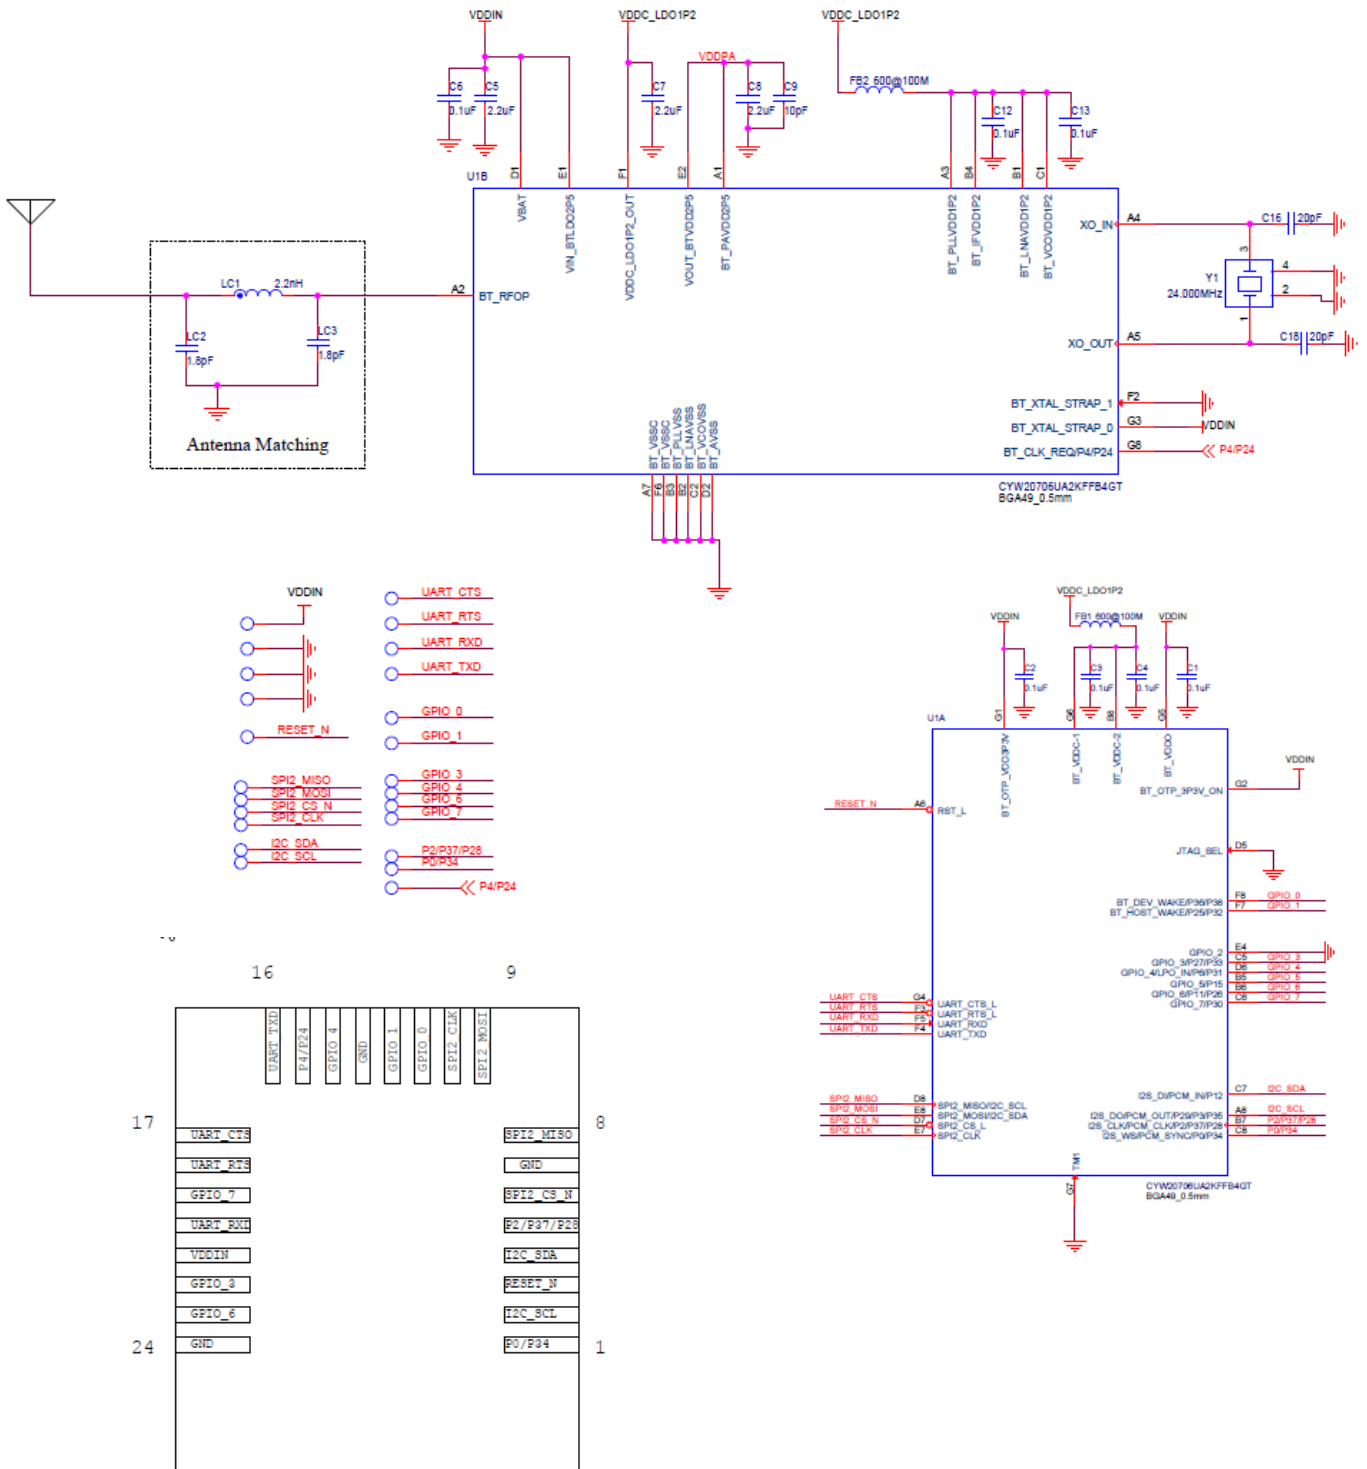 VDDIN
VDDC_LDO1P2
VDDC_LDO1P2
VDDPA
FB2 600@100M
C6
0.1uF
C5
2.2uF
C7
2.2uF
C8
2.2uF
C9
10pF
C12
0.1uF
C13
0.1uF
D1
E1
F1
E2
A1
A3
B4
B1
C1
U1B
VBAT
VIN_BTLDO2P5
VDDC_LDO1P2_OUT
VOUT_BTVDD2P5
BT_PAVDD2P5
BT_PLLVDD1P2
BT_IFVDD1P2
BT_LNAVDD1P2
BT_VCOVDD1P2
XO_IN
A4
C16
20pF
3
Y1
24.000MHz
4
2
1
XO_OUT
A5
C18
20pF
LC1
2.2nH
A2
BT_RFOP
LC2
1.8pF
LC3
1.8pF
Antenna Matching
BT_XTAL_STRAP_1
F2
BT_XTAL_STRAP_0
G3
VDDIN
BT_CLK_REQ/P4/P24
G8
P4/P24
BT_VSSC
BT_VSSC
BT_PLLVSS
BT_LNAVSS
BT_VCOVSS
BT_AVSS
A7
F6
B3
B2
C2
D2
CYW20706UA2KFFB4GT
BGA49_0.5mm
VDDIN
UART_CTS
UART_RTS
UART_RXD
UART_TXD
GPIO_0
RESET_N
GPIO_1
SPI2_MISO
SPI2_MOSI
SPI2_CS_N
SPI2_CLK
GPIO_3
GPIO_4
GPIO_6
GPIO_7
I2C_SDA
I2C_SCL
P2/P37/P28
P0/P34
P4/P24
VDDC_LDO1P2
VDDIN
FB1 600@100M
VDDIN
C2
0.1uF
C3
0.1uF
C4
0.1uF
C1
0.1uF
G1
G6
B8
G5
U1A
BT_OTP_VDD3P3V
BT_VDDC-1
BT_VDDC-2
BT_VDDO
VDDIN
BT_OTP_3P3V_ON
G2
RESET_N
A6
RST_L
JTAG_SEL
D5
BT_DEV_WAKE/P36/P38
F8
GPIO_0
BT_HOST_WAKE/P25/P32
F7
GPIO_1
GPIO_2
E4
GPIO_3/P27/P33
C5
GPIO_3
GPIO_4/LPO_IN/P6/P31
D6
GPIO_4
GPIO_5/P15
B5
GPIO_5
GPIO_6/P11/P26
B6
GPIO_6
GPIO_7/P30
C6
GPIO_7
UART_CTS
G4
UART_CTS_L
UART_RTS
F3
UART_RTS_L
UART_RXD
F5
UART_RXD
UART_TXD
F4
UART_TXD
SPI2_MISO
D8
SPI2_MISO/I2C_SCL
SPI2_MOSI
E8
SPI2_MOSI/I2C_SDA
SPI2_CS_N
D7
SPI2_CS_L
SPI2_CLK
E7
SPI2_CLK
I2S_DI/PCM_IN/P12
C7
I2C_SDA
I2S_DO/PCM_OUT/P29/P3/P35
A8
I2C_SCL
I2S_CLK/PCM_CLK/P2/P37/P28
B7
P2/P37/P28
I2S_WS/PCM_SYNC/P0/P34
C8
P0/P34
TM1
G7
CYW20706UA2KFFB4GT
BGA49_0.5mm
16
9
UART_TXD
P4/P24
GPIO_4
GND
GPIO_1
GPIO_0
SPI2_CLK
SPI2_MOSI
17
8
UART_CTS
SPI2_MISO
UART_RTS
GND
GPIO_7
SPI2_CS_N
UART_RXD
P2/P37/P28
VDDIN
I2C_SDA
GPIO_3
RESET_N
GPIO_6
I2C_SCL
24
GND
P0/P34
1